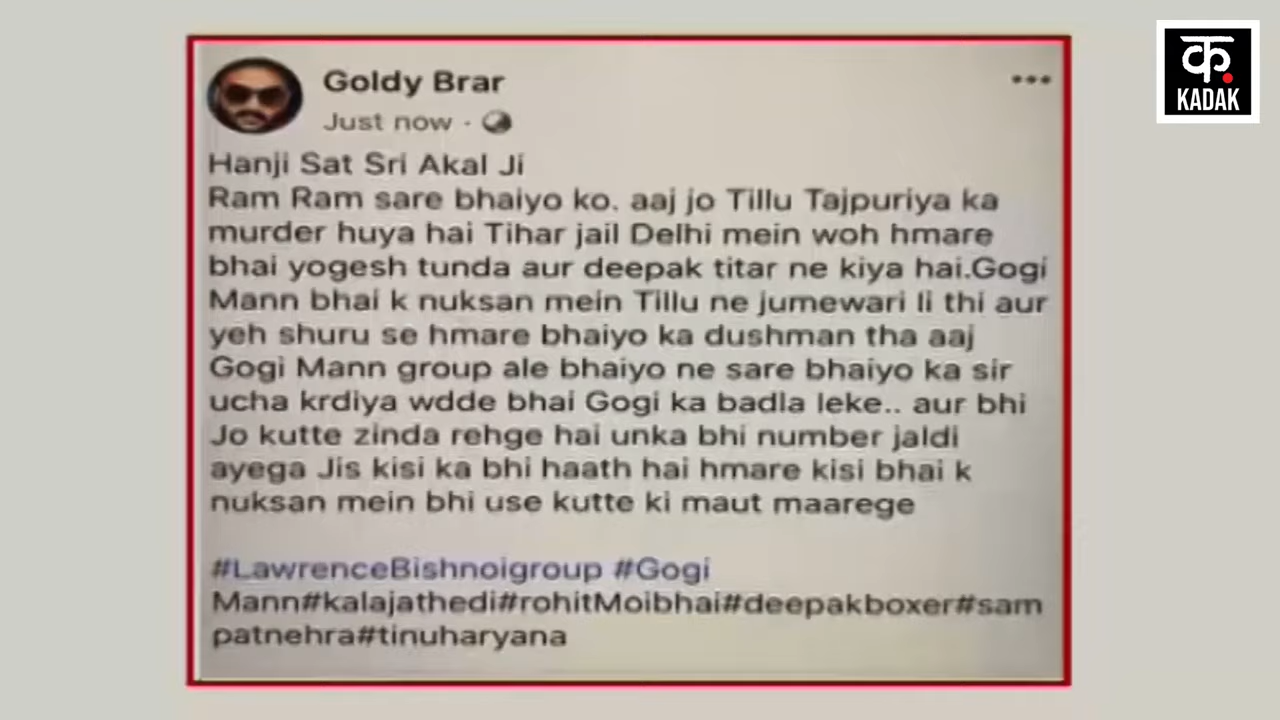 Goldy Brar
Just now ·
Hanji Sat Sri Akal Ji
Ram Ram sare bhaiyo ko. aaj jo Tillu Tajpuriya ka
murder huya hai Tihar jail Delhi mein woh hmare
bhai yogesh tunda aur deepak titar ne kiya hai.Gogi
Mann bhai k nuksan mein Tillu ne jumewari li thi aur
yeh shuru se hmare bhaiyo ka dushman tha aaj
Gogi Mann group ale bhaiyo ne sare bhaiyo ka sir
ucha krdiya wdde bhai Gogi ka badla leke.. aur bhi
Jo kutte zinda rehge hai unka bhi number jaldi
ayega Jis kisi ka bhi haath hai hmare kisi bhai k
nuksan mein bhi use kutte ki maut maarege
#LawrenceBishnoigroup #Gogi
Mann#kalajathedi#rohitMoibhai#deepakboxer#sam
patnehra#tinuharyana
क.
KADAK